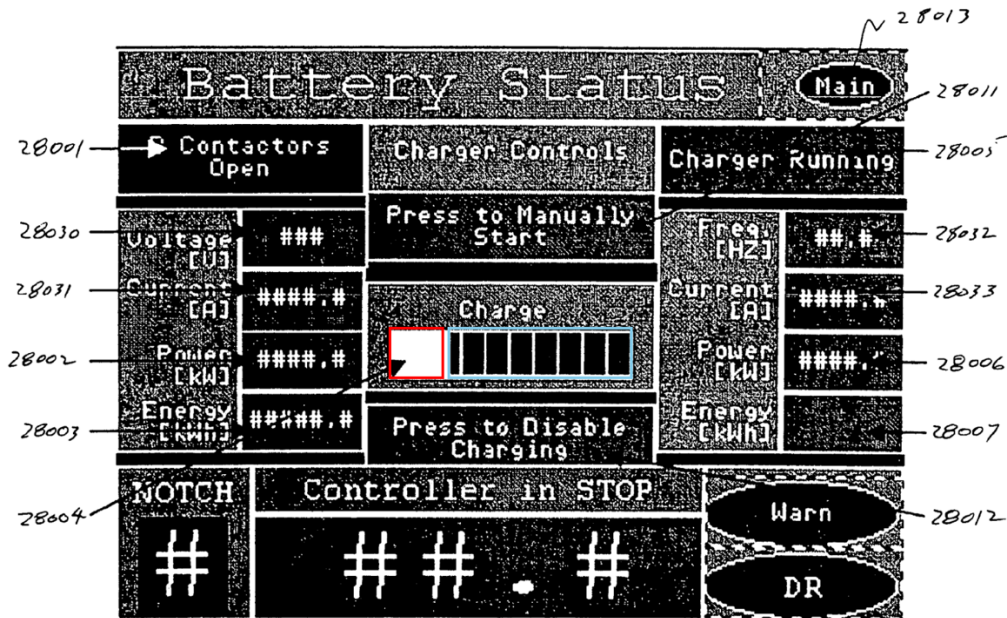 28013
Battery Status
Main
28011
28001
8 Contactors
Open
Charger Controls
Charger Running
28005
Press to Manually
Start
28030
Voltage
[V]
###
Freq.
[HZ]
##.#
28032
28031
Current
[A]
####.#
Charge
Current
[A]
####.#
28033
28002
Power
[kW]
####.#
Power
[kW]
####.#
28006
28003
Energy
[kWh]
#####.#
Press to Disable
Charging
Energy
[kWh]
28007
28004
NOTCH
Controller in STOP
Warn
28012
#
##.#
DR